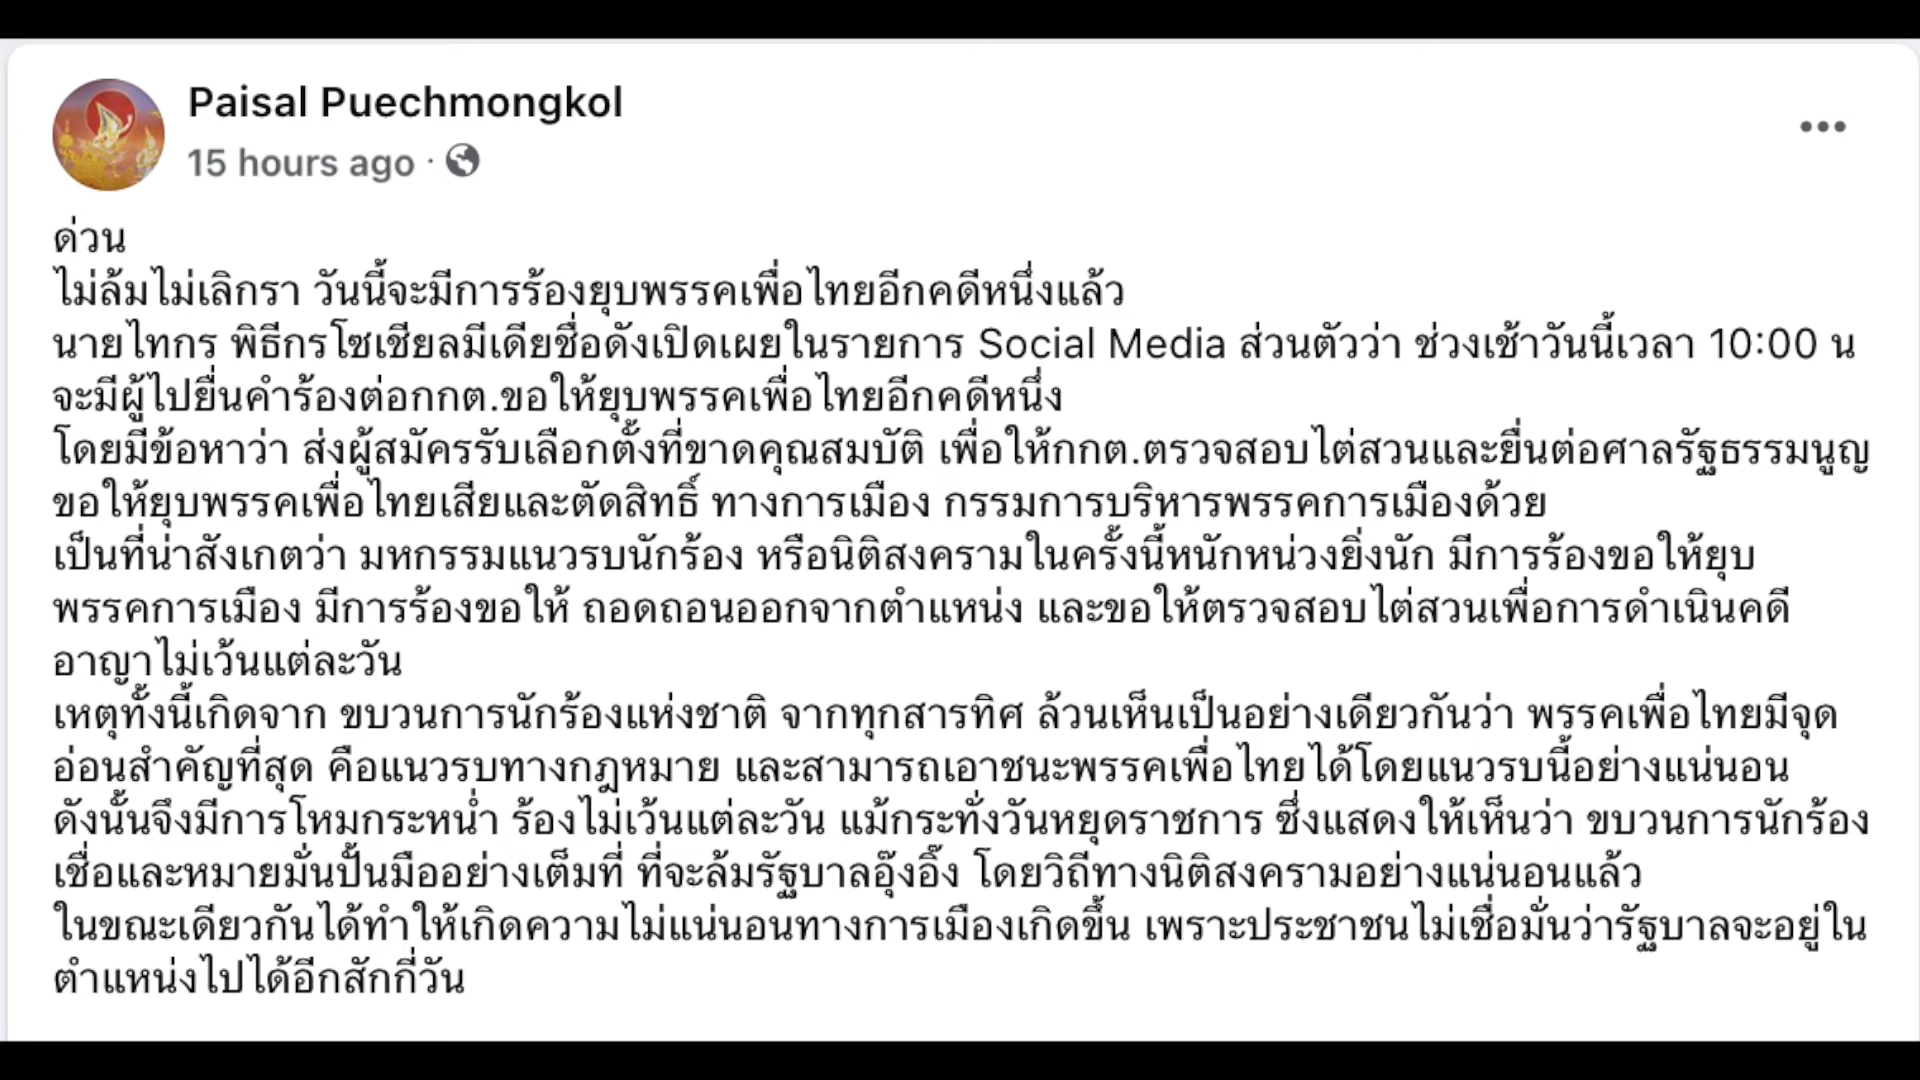 Paisal Puechmongkol
15 hours ago ·
ด่วน
ไม่ล้มไม่เลิกรา วันนี้จะมีการร้องยุบพรรคเพื่อไทยอีกคดีหนึ่งแล้ว
นายไทกร พิธีกรโซเชียลมีเดียชื่อดังเปิดเผยในรายการ Social Media ส่วนตัวว่า ช่วงเช้าวันนี้เวลา 10:00 น
จะมีผู้ไปยื่นคำร้องต่อกกต.ขอให้ยุบพรรคเพื่อไทยอีกคดีหนึ่ง
โดยมีข้อหาว่า ส่งผู้สมัครรับเลือกตั้งที่ขาดคุณสมบัติ เพื่อให้กกต.ตรวจสอบไต่สวนและยื่นต่อศาลรัฐธรรมนูญ
ขอให้ยุบพรรคเพื่อไทยเสียและตัดสิทธิ์ ทางการเมือง กรรมการบริหารพรรคการเมืองด้วย
เป็นที่น่าสังเกตว่า มหกรรมแนวรบนักร้อง หรือนิติสงครามในครั้งนี้หนักหน่วงยิ่งนัก มีการร้องขอให้ยุบ
พรรคการเมือง มีการร้องขอให้ ถอดถอนออกจากตำแหน่ง และขอให้ตรวจสอบไต่สวนเพื่อการดำเนินคดี
อาญาไม่เว้นแต่ละวัน
เหตุทั้งนี้เกิดจาก ขบวนการนักร้องแห่งชาติ จากทุกสารทิศ ล้วนเห็นเป็นอย่างเดียวกันว่า พรรคเพื่อไทยมีจุด
อ่อนสำคัญที่สุด คือแนวรบทางกฎหมาย และสามารถเอาชนะพรรคเพื่อไทยได้โดยแนวรบนี้อย่างแน่นอน
ดังนั้นจึงมีการโหมกระหน่ำ ร้องไม่เว้นแต่ละวัน แม้กระทั่งวันหยุดราชการ ซึ่งแสดงให้เห็นว่า ขบวนการนักร้อง
เชื่อและหมายมั่นปั้นมืออย่างเต็มที่ ที่จะล้มรัฐบาลอุ๊งอิ๊ง โดยวิถีทางนิติสงครามอย่างแน่นอนแล้ว
ในขณะเดียวกันได้ทำให้เกิดความไม่แน่นอนทางการเมืองเกิดขึ้น เพราะประชาชนไม่เชื่อมั่นว่ารัฐบาลจะอยู่ใน
ตำแหน่งไปได้อีกสักกี่วัน